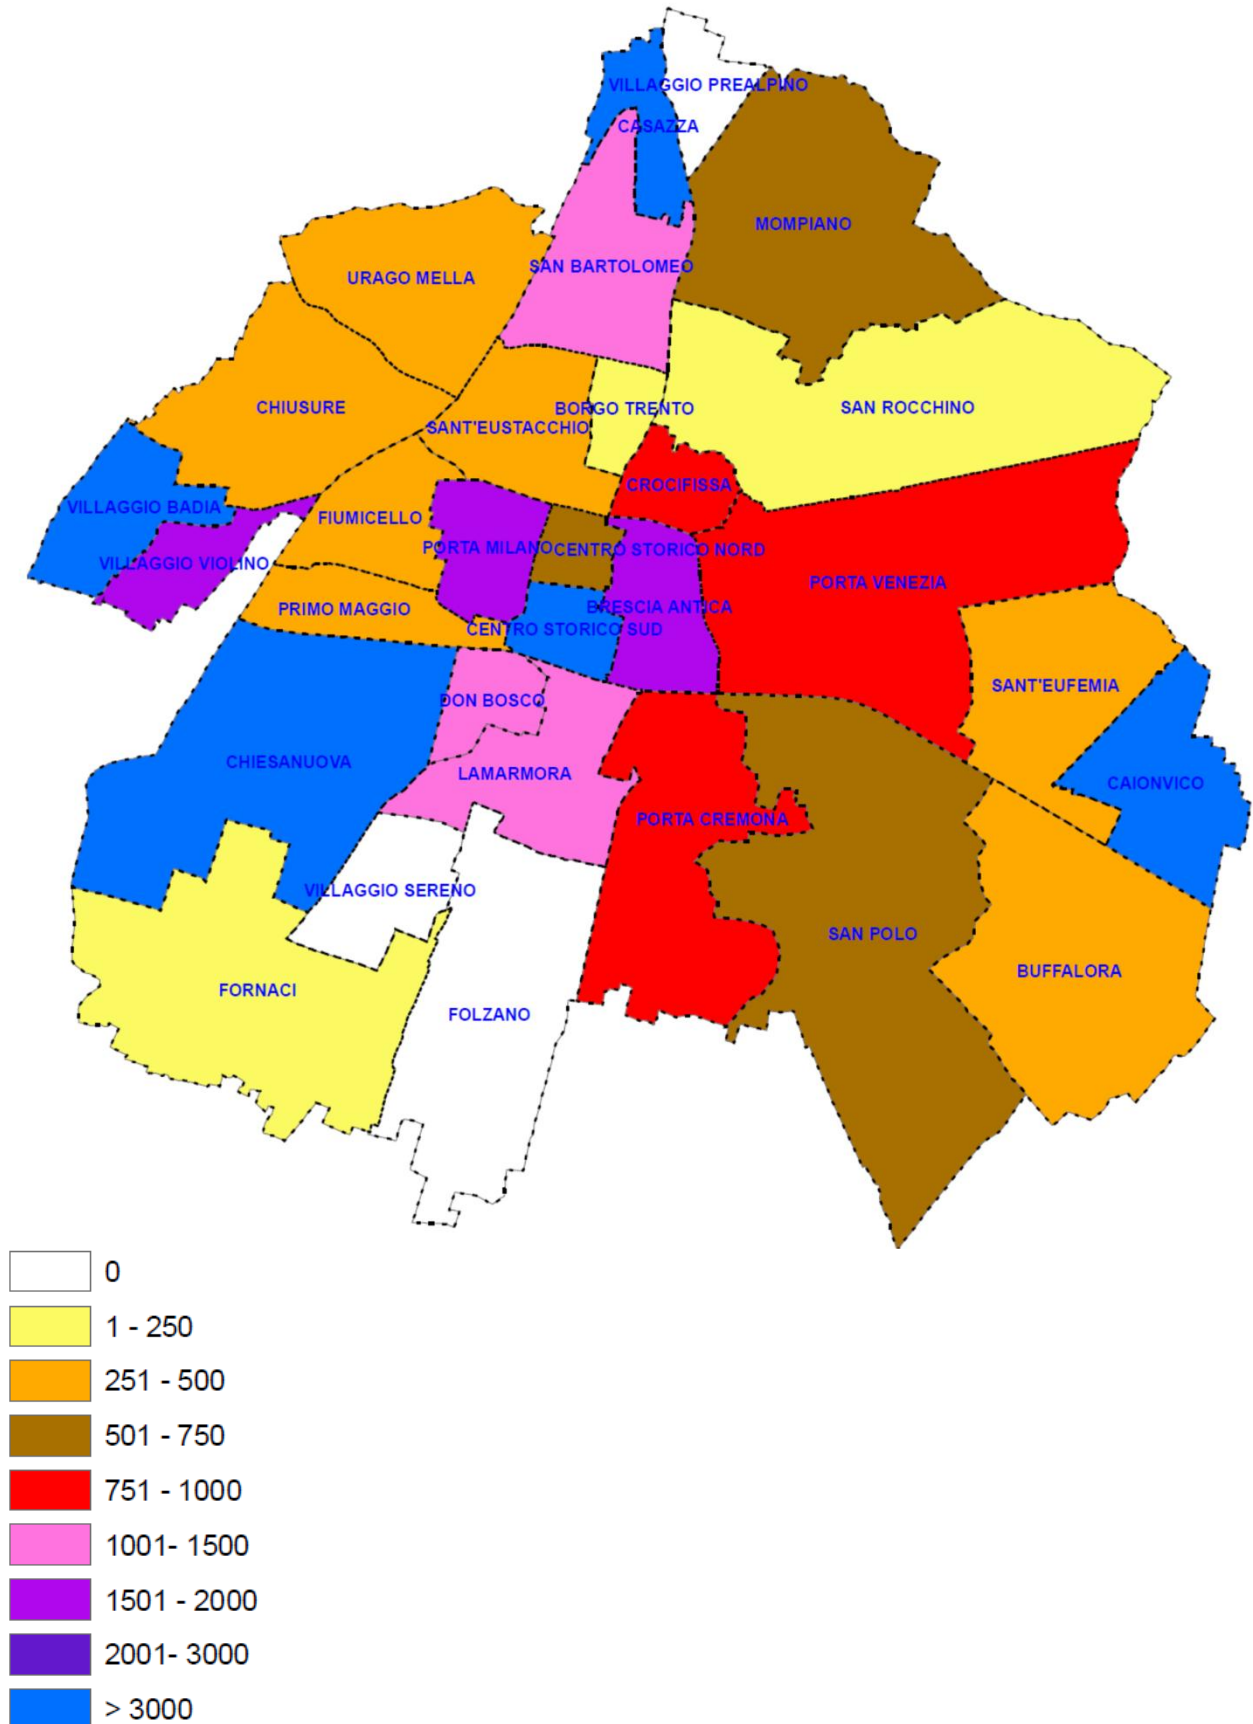 VILLAGGIO PREALPINO
CASAZZA
MOMPIANO
SAN BARTOLOMEO
URAGO MELLA
CHIUSURE
BORGO TRENTO
SAN ROCCHINO
SANT'EUSTACCHIO
CROCIFISSA
VILLAGGIO BADIA
FIUMICELLO
PORTA MILANO
CENTRO STORICO NORD
VILLAGGIO VIOLINO
PORTA VENEZIA
PRIMO MAGGIO
BRESCIA ANTICA
CENTRO STORICO SUD
SANT'EUFEMIA
DON BOSCO
CHIESANUOVA
LAMARMORA
CAIONVICO
PORTA CREMONA
VILLAGGIO SERENO
SAN POLO
BUFFALORA
FORNACI
FOLZANO
0
1 - 250
251 - 500
501 - 750
751 - 1000
1001- 1500
1501 - 2000
2001- 3000
> 3000